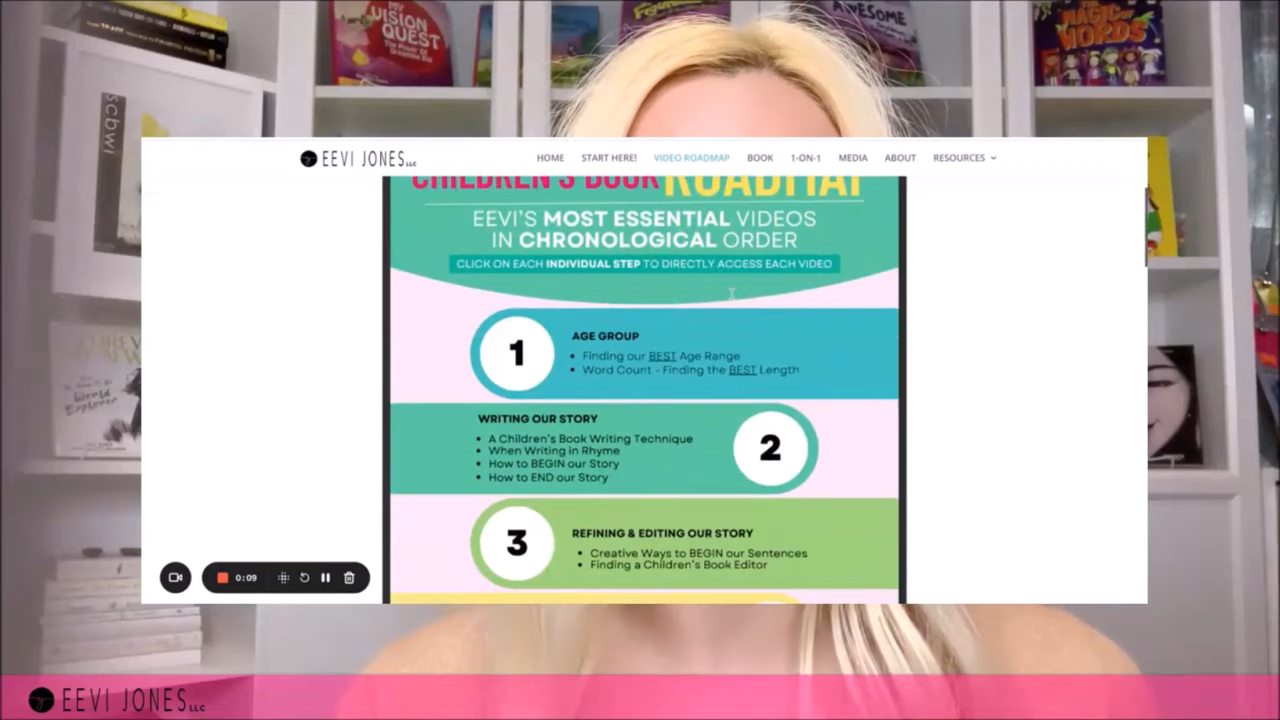 MY
VISION
QUEST
AWESOME
MAGIC OF
WORDS
scbwi
World
Explorer
EEVI JONES LLC
HOME START HERE! VIDEO ROADMAP BOOK 1-ON-1 MEDIA ABOUT RESOURCES
CHILDREN'S BOOK ROADMAP
EEVI'S MOST ESSENTIAL VIDEOS
IN CHRONOLOGICAL ORDER
CLICK ON EACH INDIVIDUAL STEP TO DIRECTLY ACCESS EACH VIDEO
1
AGE GROUP
• Finding our BEST Age Range
• Word Count - Finding the BEST Length
WRITING OUR STORY
• A Children's Book Writing Technique
• When Writing in Rhyme
• How to BEGIN our Story
• How to END our Story
2
3
REFINING & EDITING OUR STORY
• Creative Ways to BEGIN our Sentences
• Finding a Children's Book Editor
0:09
EEVI JONES LLC